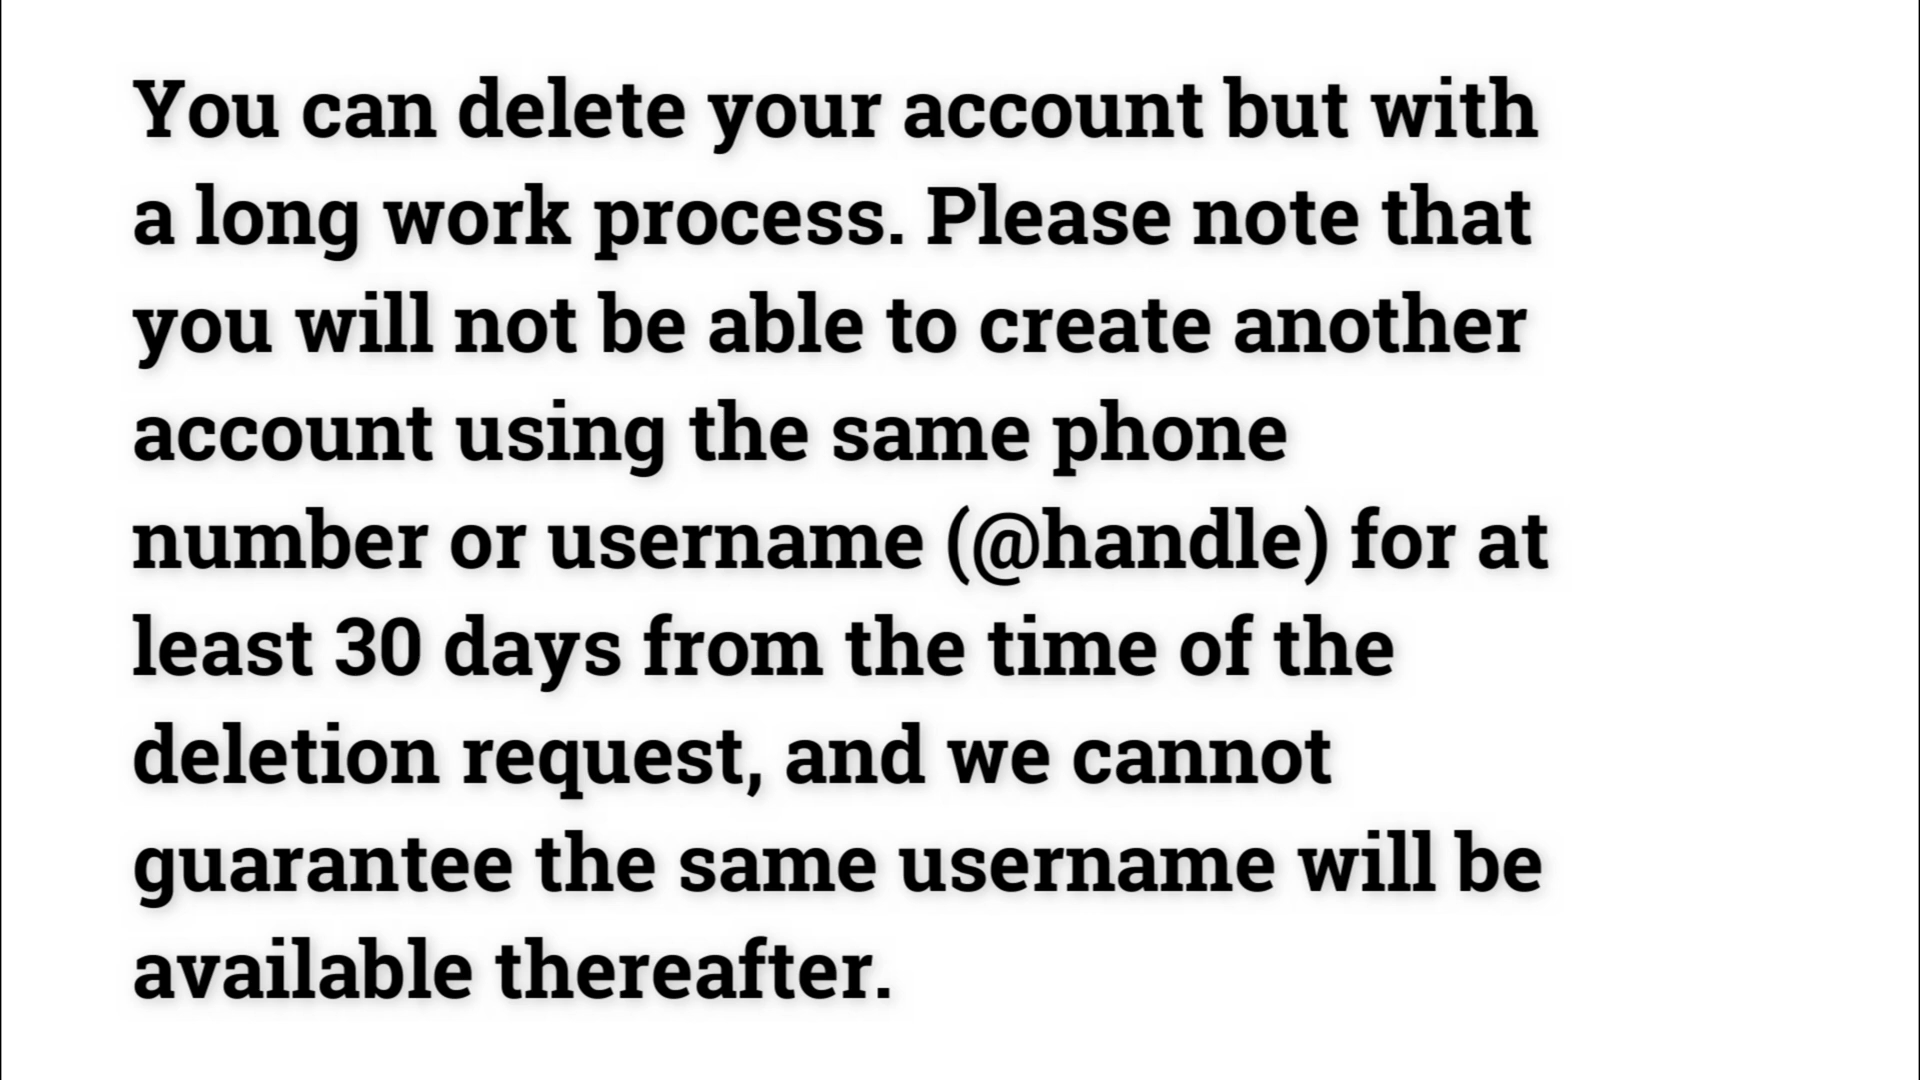 You can delete your account but with
a long work process. Please note that
you will not be able to create another
account using the same phone
number or username (@handle) for at
least 30 days from the time of the
deletion request, and we cannot
guarantee the same username will be
available thereafter.